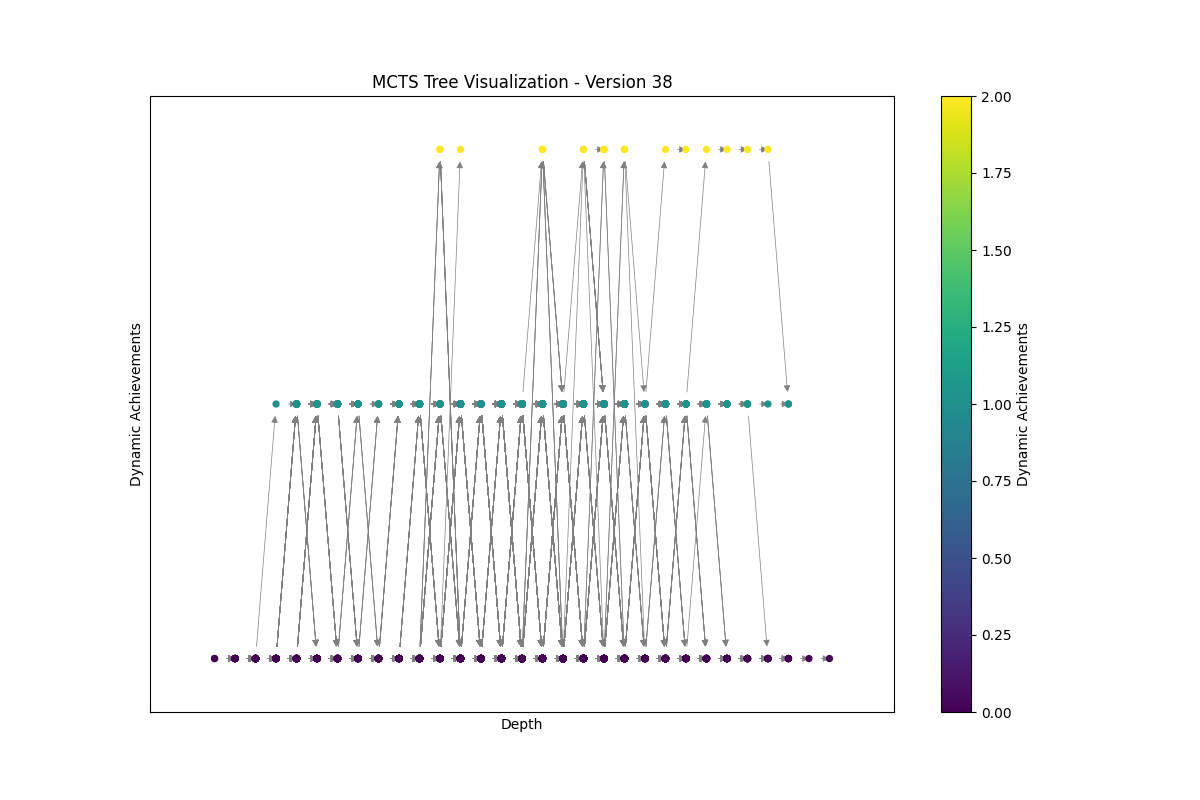 MCTS Tree Visualization - Version 38
Dynamic Achievements
Depth
2.00
1.75
1.50
1.25
1.00
0.75
0.50
0.25
0.00
Dynamic Achievements